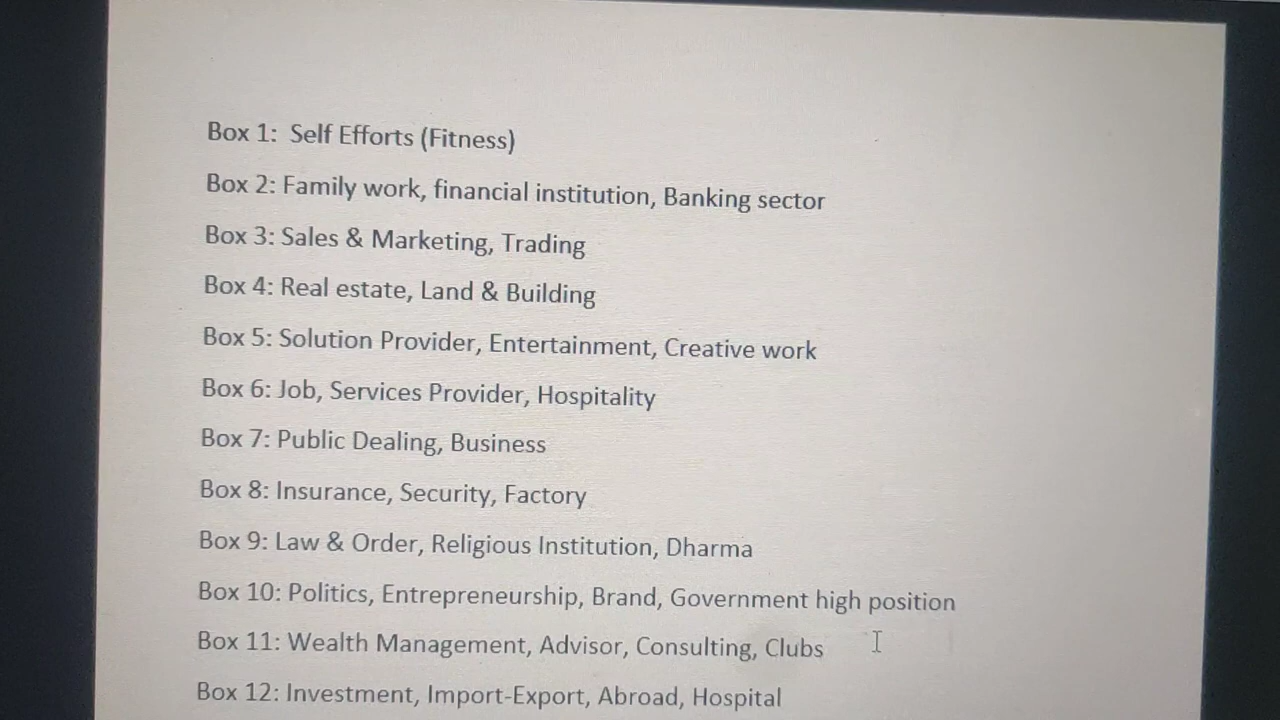 Box 1: Self Efforts (Fitness)
Box 2: Family work, financial institution, Banking sector
Box 3: Sales & Marketing, Trading
Box 4: Real estate, Land & Building
Box 5: Solution Provider, Entertainment, Creative work
Box 6: Job, Services Provider, Hospitality
Box 7: Public Dealing, Business
Box 8: Insurance, Security, Factory
Box 9: Law & Order, Religious Institution, Dharma
Box 10: Politics, Entrepreneurship, Brand, Government high position
Box 11: Wealth Management, Advisor, Consulting, Clubs
Box 12: Investment, Import-Export, Abroad, Hospital